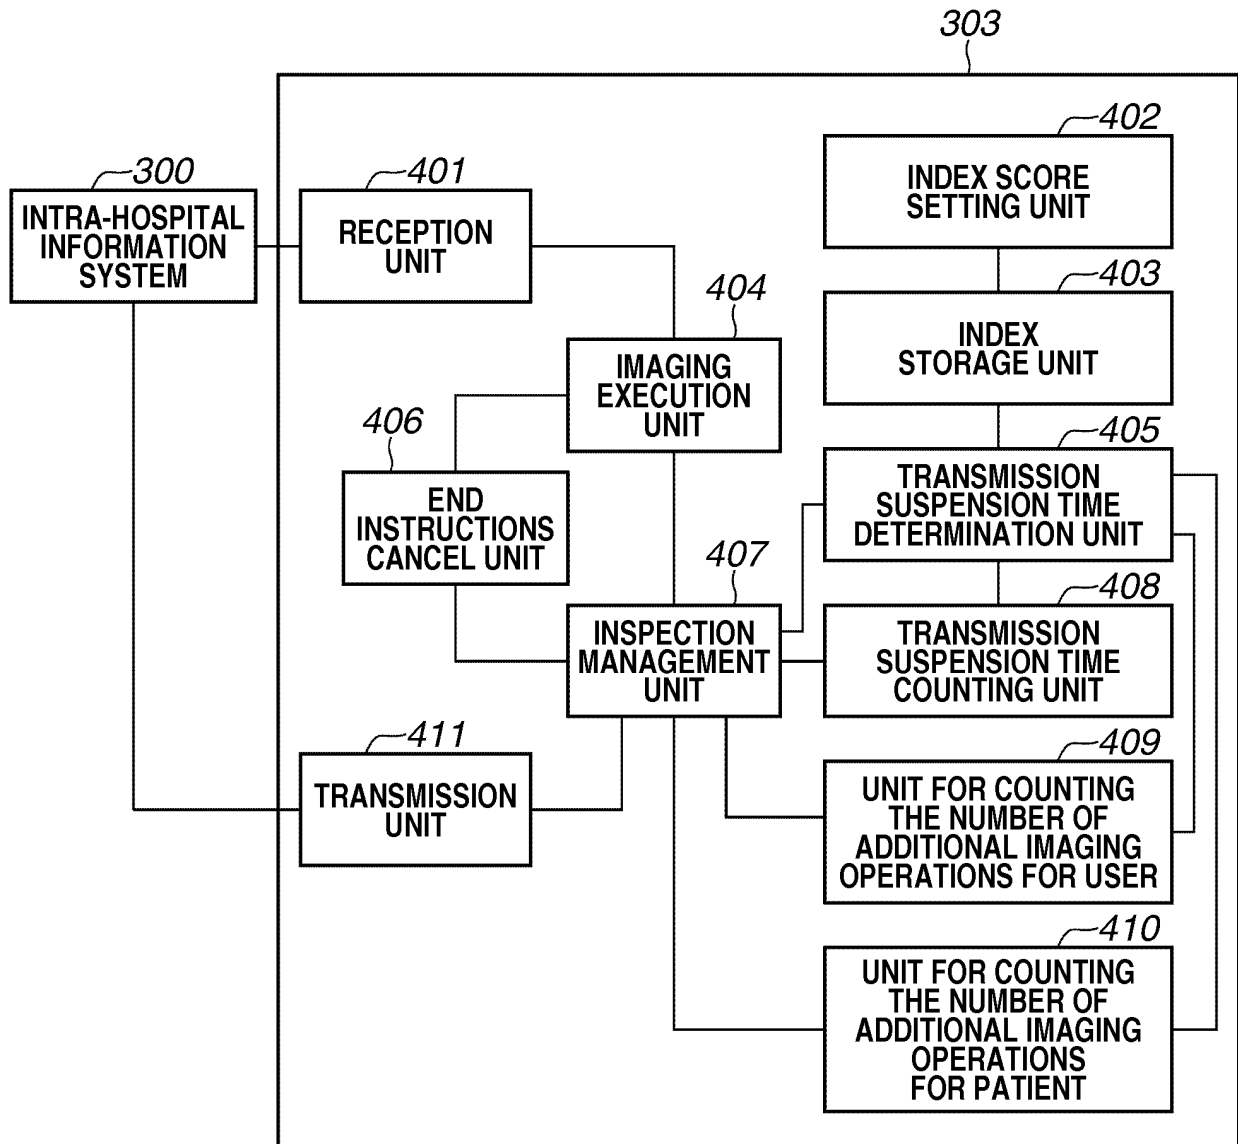 303
402
INDEX SCORE
SETTING UNIT
300
INTRA-HOSPITAL
INFORMATION
SYSTEM
401
RECEPTION
UNIT
403
INDEX
STORAGE UNIT
404
IMAGING
EXECUTION
UNIT
405
TRANSMISSION
SUSPENSION TIME
DETERMINATION UNIT
406
END
INSTRUCTIONS
CANCEL UNIT
407
INSPECTION
MANAGEMENT
UNIT
408
TRANSMISSION
SUSPENSION TIME
COUNTING UNIT
411
TRANSMISSION
UNIT
409
UNIT FOR COUNTING
THE NUMBER OF
ADDITIONAL IMAGING
OPERATIONS FOR USER
410
UNIT FOR COUNTING
THE NUMBER OF
ADDITIONAL IMAGING
OPERATIONS
FOR PATIENT